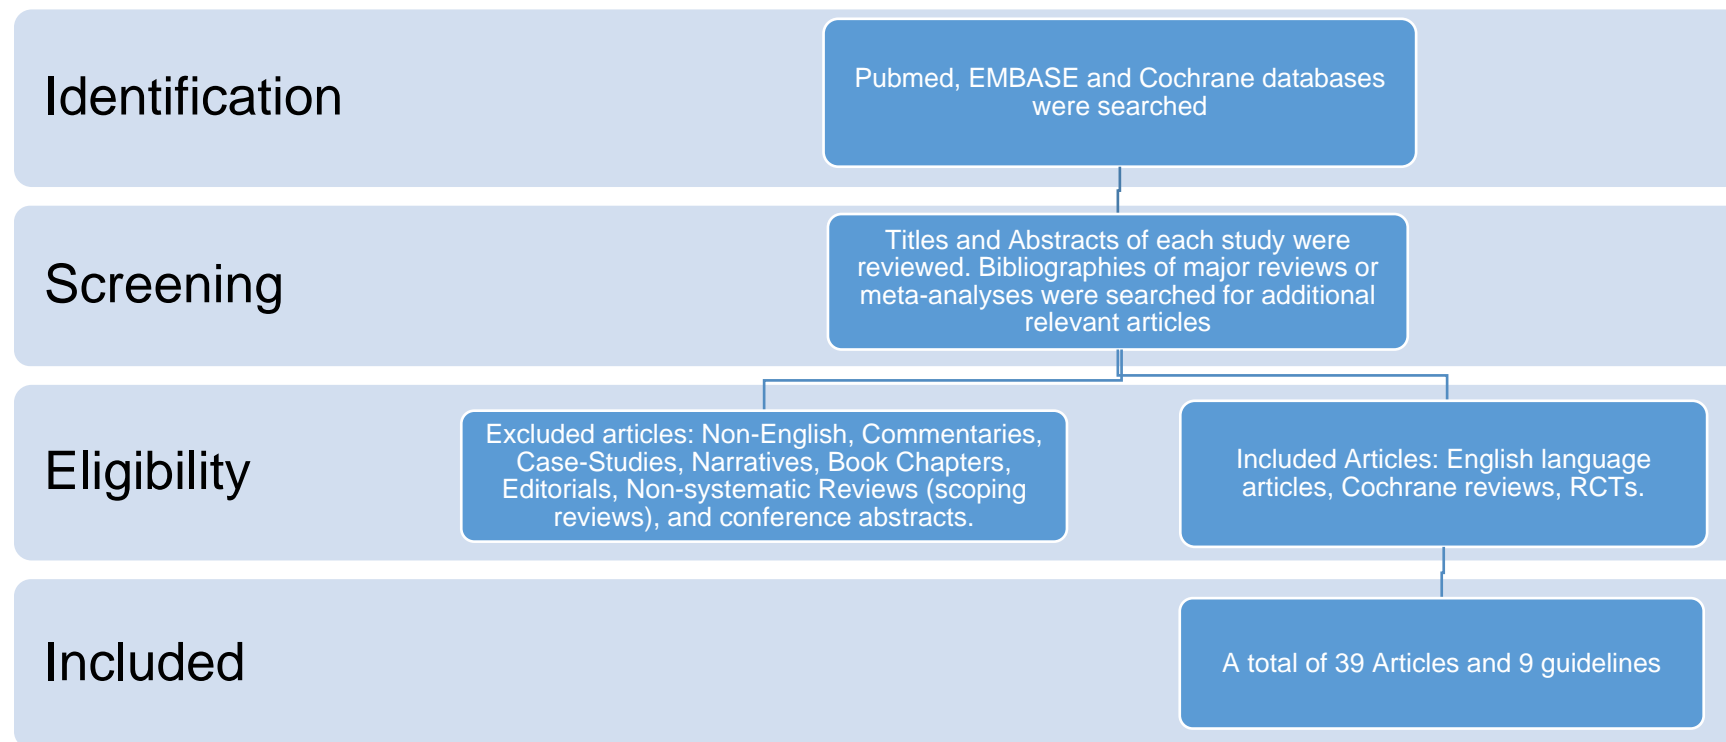 Identification
Pubmed, EMBASE and Cochrane databases
were searched
Screening
Titles and Abstracts of each study were
reviewed. Bibliographies of major reviews or
meta-analyses were searched for additional
relevant articles
Eligibility
Excluded articles: Non-English, Commentaries,
Case-Studies, Narratives, Book Chapters,
Editorials, Non-systematic Reviews (scoping
reviews), and conference abstracts.
Included Articles: English language
articles, Cochrane reviews, RCTs.
Included
A total of 39 Articles and 9 guidelines